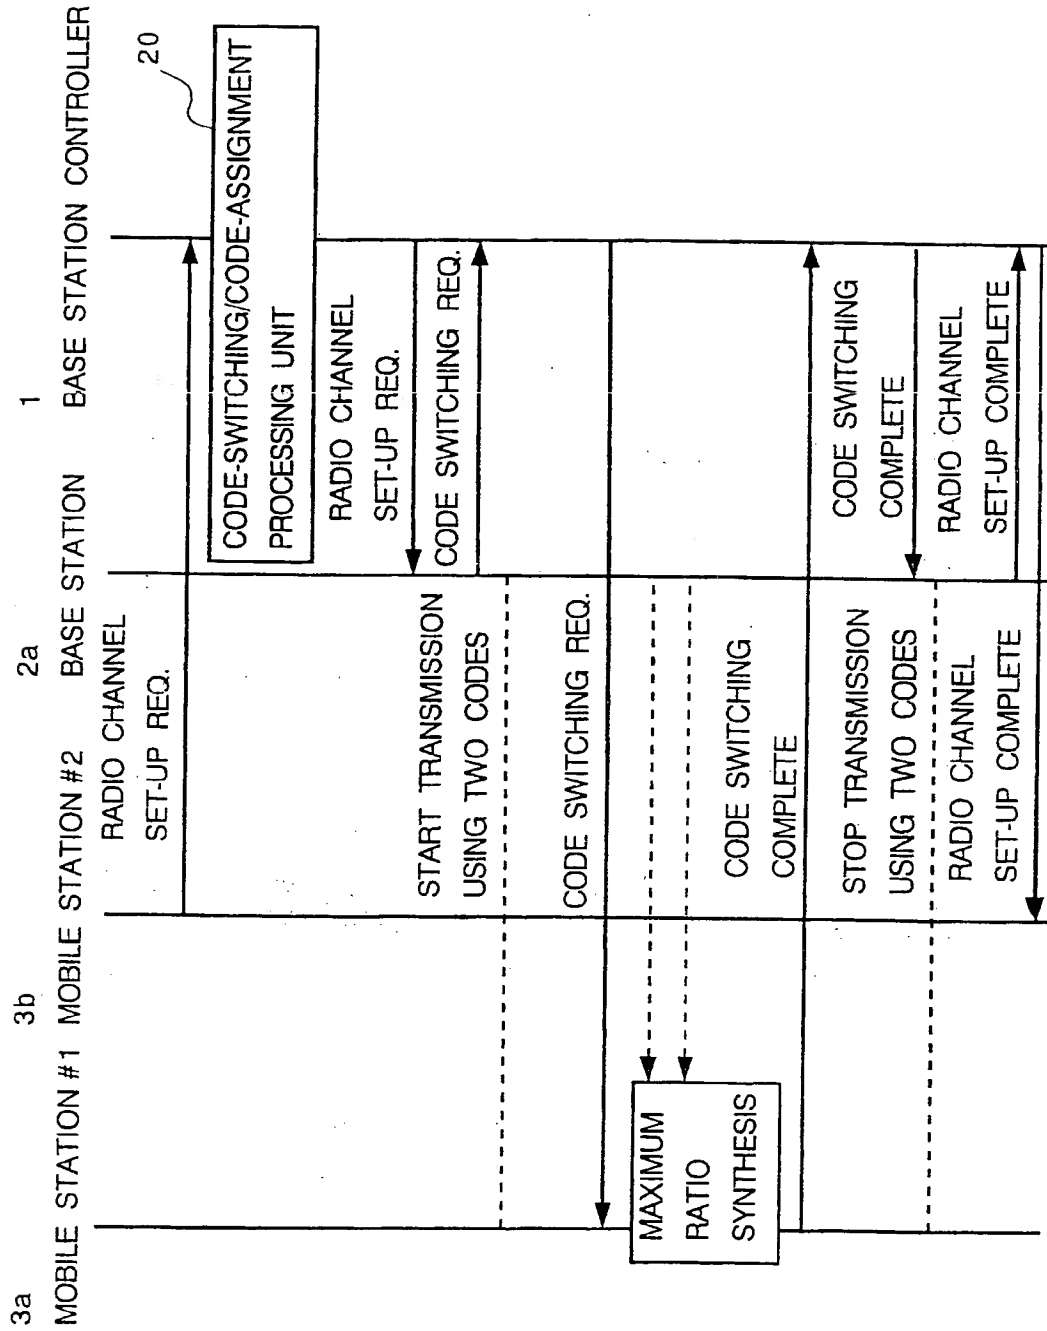 3a
3b
2a
1
MOBILE STATION #1
MOBILE STATION #2
BASE STATION
BASE STATION CONTROLLER
RADIO CHANNEL
SET-UP REQ.
20
CODE-SWITCHING/CODE-ASSIGNMENT
PROCESSING UNIT
RADIO CHANNEL
SET-UP REQ.
CODE SWITCHING REQ.
START TRANSMISSION
USING TWO CODES
CODE SWITCHING REQ.
MAXIMUM
RATIO
SYNTHESIS
CODE SWITCHING
COMPLETE
CODE SWITCHING
COMPLETE
STOP TRANSMISSION
USING TWO CODES
RADIO CHANNEL
SET-UP COMPLETE
RADIO CHANNEL
SET-UP COMPLETE